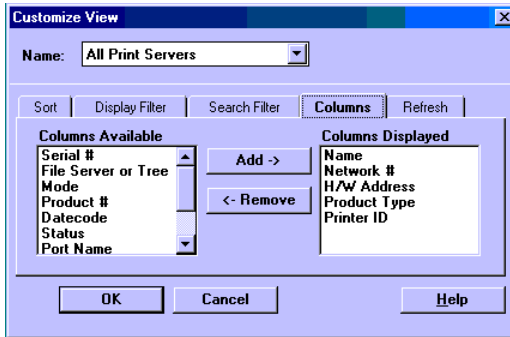 Customize View
Name: All Print Servers
Sort Display Filter Search Filter Columns Refresh
Columns Available
Serial #
File Server or Tree
Mode
Product #
Datecode
Status
Port Name
Add ->
<- Remove
Columns Displayed
Name
Network #
H/W Address
Product Type
Printer ID
OK Cancel Help